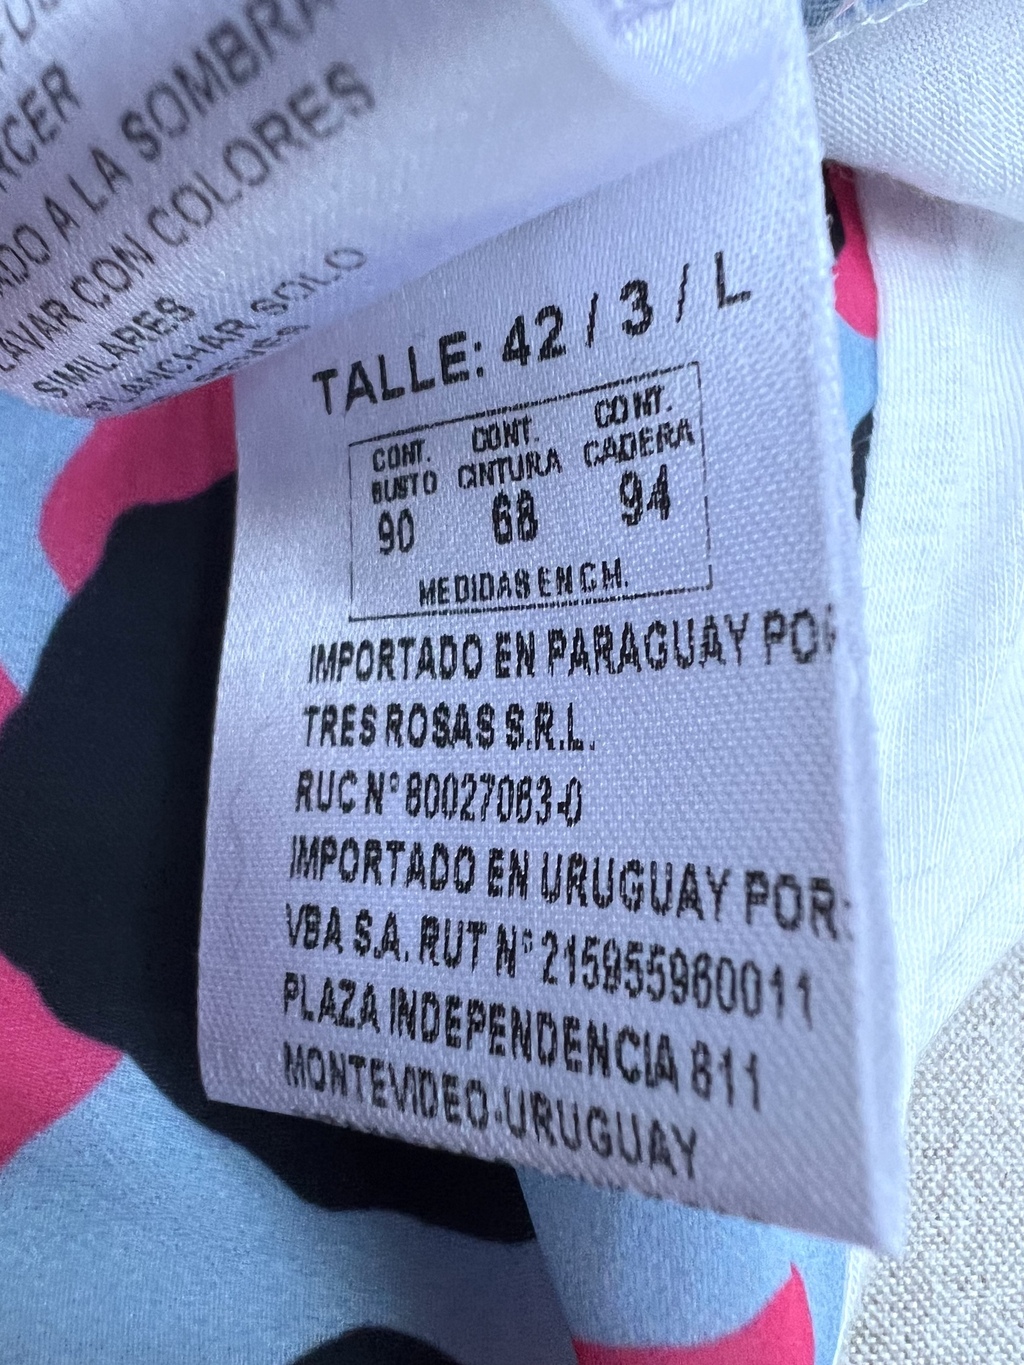 A LA SOMBRA
LAVAR CON COLORES
SIMILARES
PLANCHAR SOLO
TALLE: 42 / 3 / L
CONT. CONT. CONT.
BUSTO CINTURA CADERA
90 68 94
MEDIDAS EN CM.
IMPORTADO EN PARAGUAY POR
TRES ROSAS S.R.L.
RUC N° 80027063-0
IMPORTADO EN URUGUAY POR:
VBA S.A. RUT N° 215955960011
PLAZA INDEPENDENCIA 811
MONTEVIDEO-URUGUAY